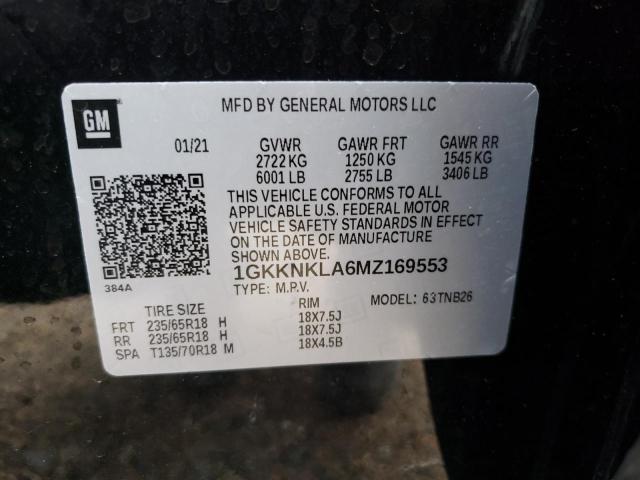 GM
MFD BY GENERAL MOTORS LLC
01/21 GVWR GAWR FRT GAWR RR
2722 KG 1250 KG 1545 KG
6001 LB 2755 LB 3406 LB
THIS VEHICLE CONFORMS TO ALL
APPLICABLE U.S. FEDERAL MOTOR
VEHICLE SAFETY STANDARDS IN EFFECT
ON THE DATE OF MANUFACTURE
SHOWN ABOVE.
384A
1GKKNKLA6MZ169553
TYPE: M.P.V. MODEL: 63TNB26
TIRE SIZE RIM
FRT 235/65R18 H 18X7.5J
RR 235/65R18 H 18X7.5J
SPA T135/70R18 M 18X4.5B